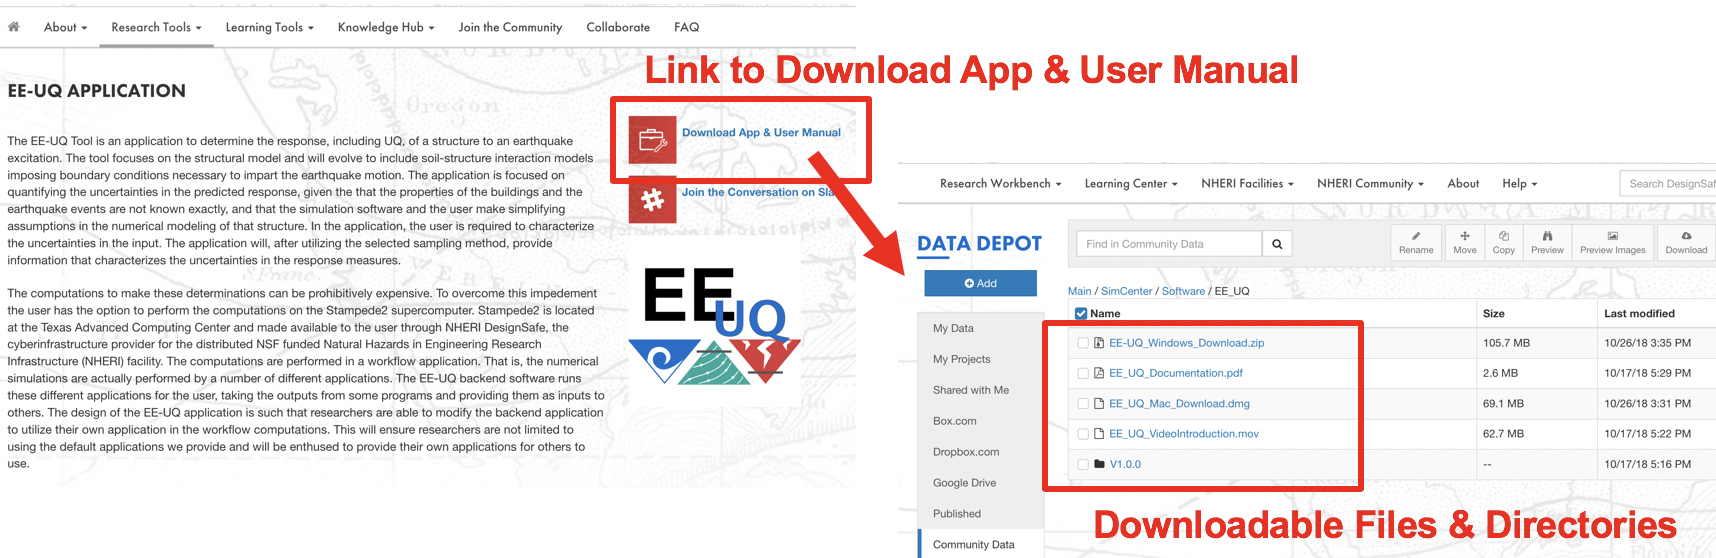 About
Research Tools
Learning Tools
Knowledge Hub
Join the Community
Collaborate
FAQ
Link to Download App & User Manual
EE-UQ APPLICATION
The EE-UQ Tool is an application to determine the response, including UQ, of a structure to an earthquake
excitation. The tool focuses on the structural model and will evolve to include soil-structure interaction models
imposing boundary conditions necessary to impart the earthquake motion. The application is focused on
quantifying the uncertainties in the predicted response, given the that the properties of the buildings and the
earthquake events are not known exactly, and that the simulation software and the user make simplifying
assumptions in the numerical modeling of that structure. In the application, the user is required to characterize
the uncertainties in the input. The application will, after utilizing the selected sampling method, provide
information that characterizes the uncertainties in the response measures.
The computations to make these determinations can be prohibitively expensive. To overcome this impedement
the user has the option to perform the computations on the Stampede2 supercomputer. Stampede2 is located
at the Texas Advanced Computing Center and made available to the user through NHERI DesignSafe, the
cyberinfrastructure provider for the distributed NSF funded Natural Hazards in Engineering Research
Infrastructure (NHERI) facility. The computations are performed in a workflow application. That is, the numerical
simulations are actually performed by a number of different applications. The EE-UQ backend software runs
these different applications for the user, taking the outputs from some programs and providing them as inputs to
others. The design of the EE-UQ application is such that researchers are able to modify the backend application
to utilize their own application in the workflow computations. This will ensure researchers are not limited to
using the default applications we provide and will be enthused to provide their own applications for others to
use.
Download App & User Manual
Join the Conversation on Sla
EE
UQ
Oregon
Research Workbench
Learning Center
NHERI Facilities
NHERI Community
About
Help
Search DesignSaf
DATA DEPOT
Add
My Data
My Projects
Shared with Me
Box.com
Dropbox.com
Google Drive
Published
Community Data
Find in Community Data
Rename
Move
Copy
Preview
Preview Images
Download
Main / SimCenter / Software / EE_UQ
Name Size Last modified
EE-UQ_Windows_Download.zip 105.7 MB 10/26/18 3:35 PM
EE_UQ_Documentation.pdf 2.6 MB 10/17/18 5:29 PM
EE_UQ_Mac_Download.dmg 69.1 MB 10/26/18 3:31 PM
EE_UQ_VideoIntroduction.mov 62.7 MB 10/17/18 5:22 PM
V1.0.0 -- 10/17/18 5:16 PM
Downloadable Files & Directories